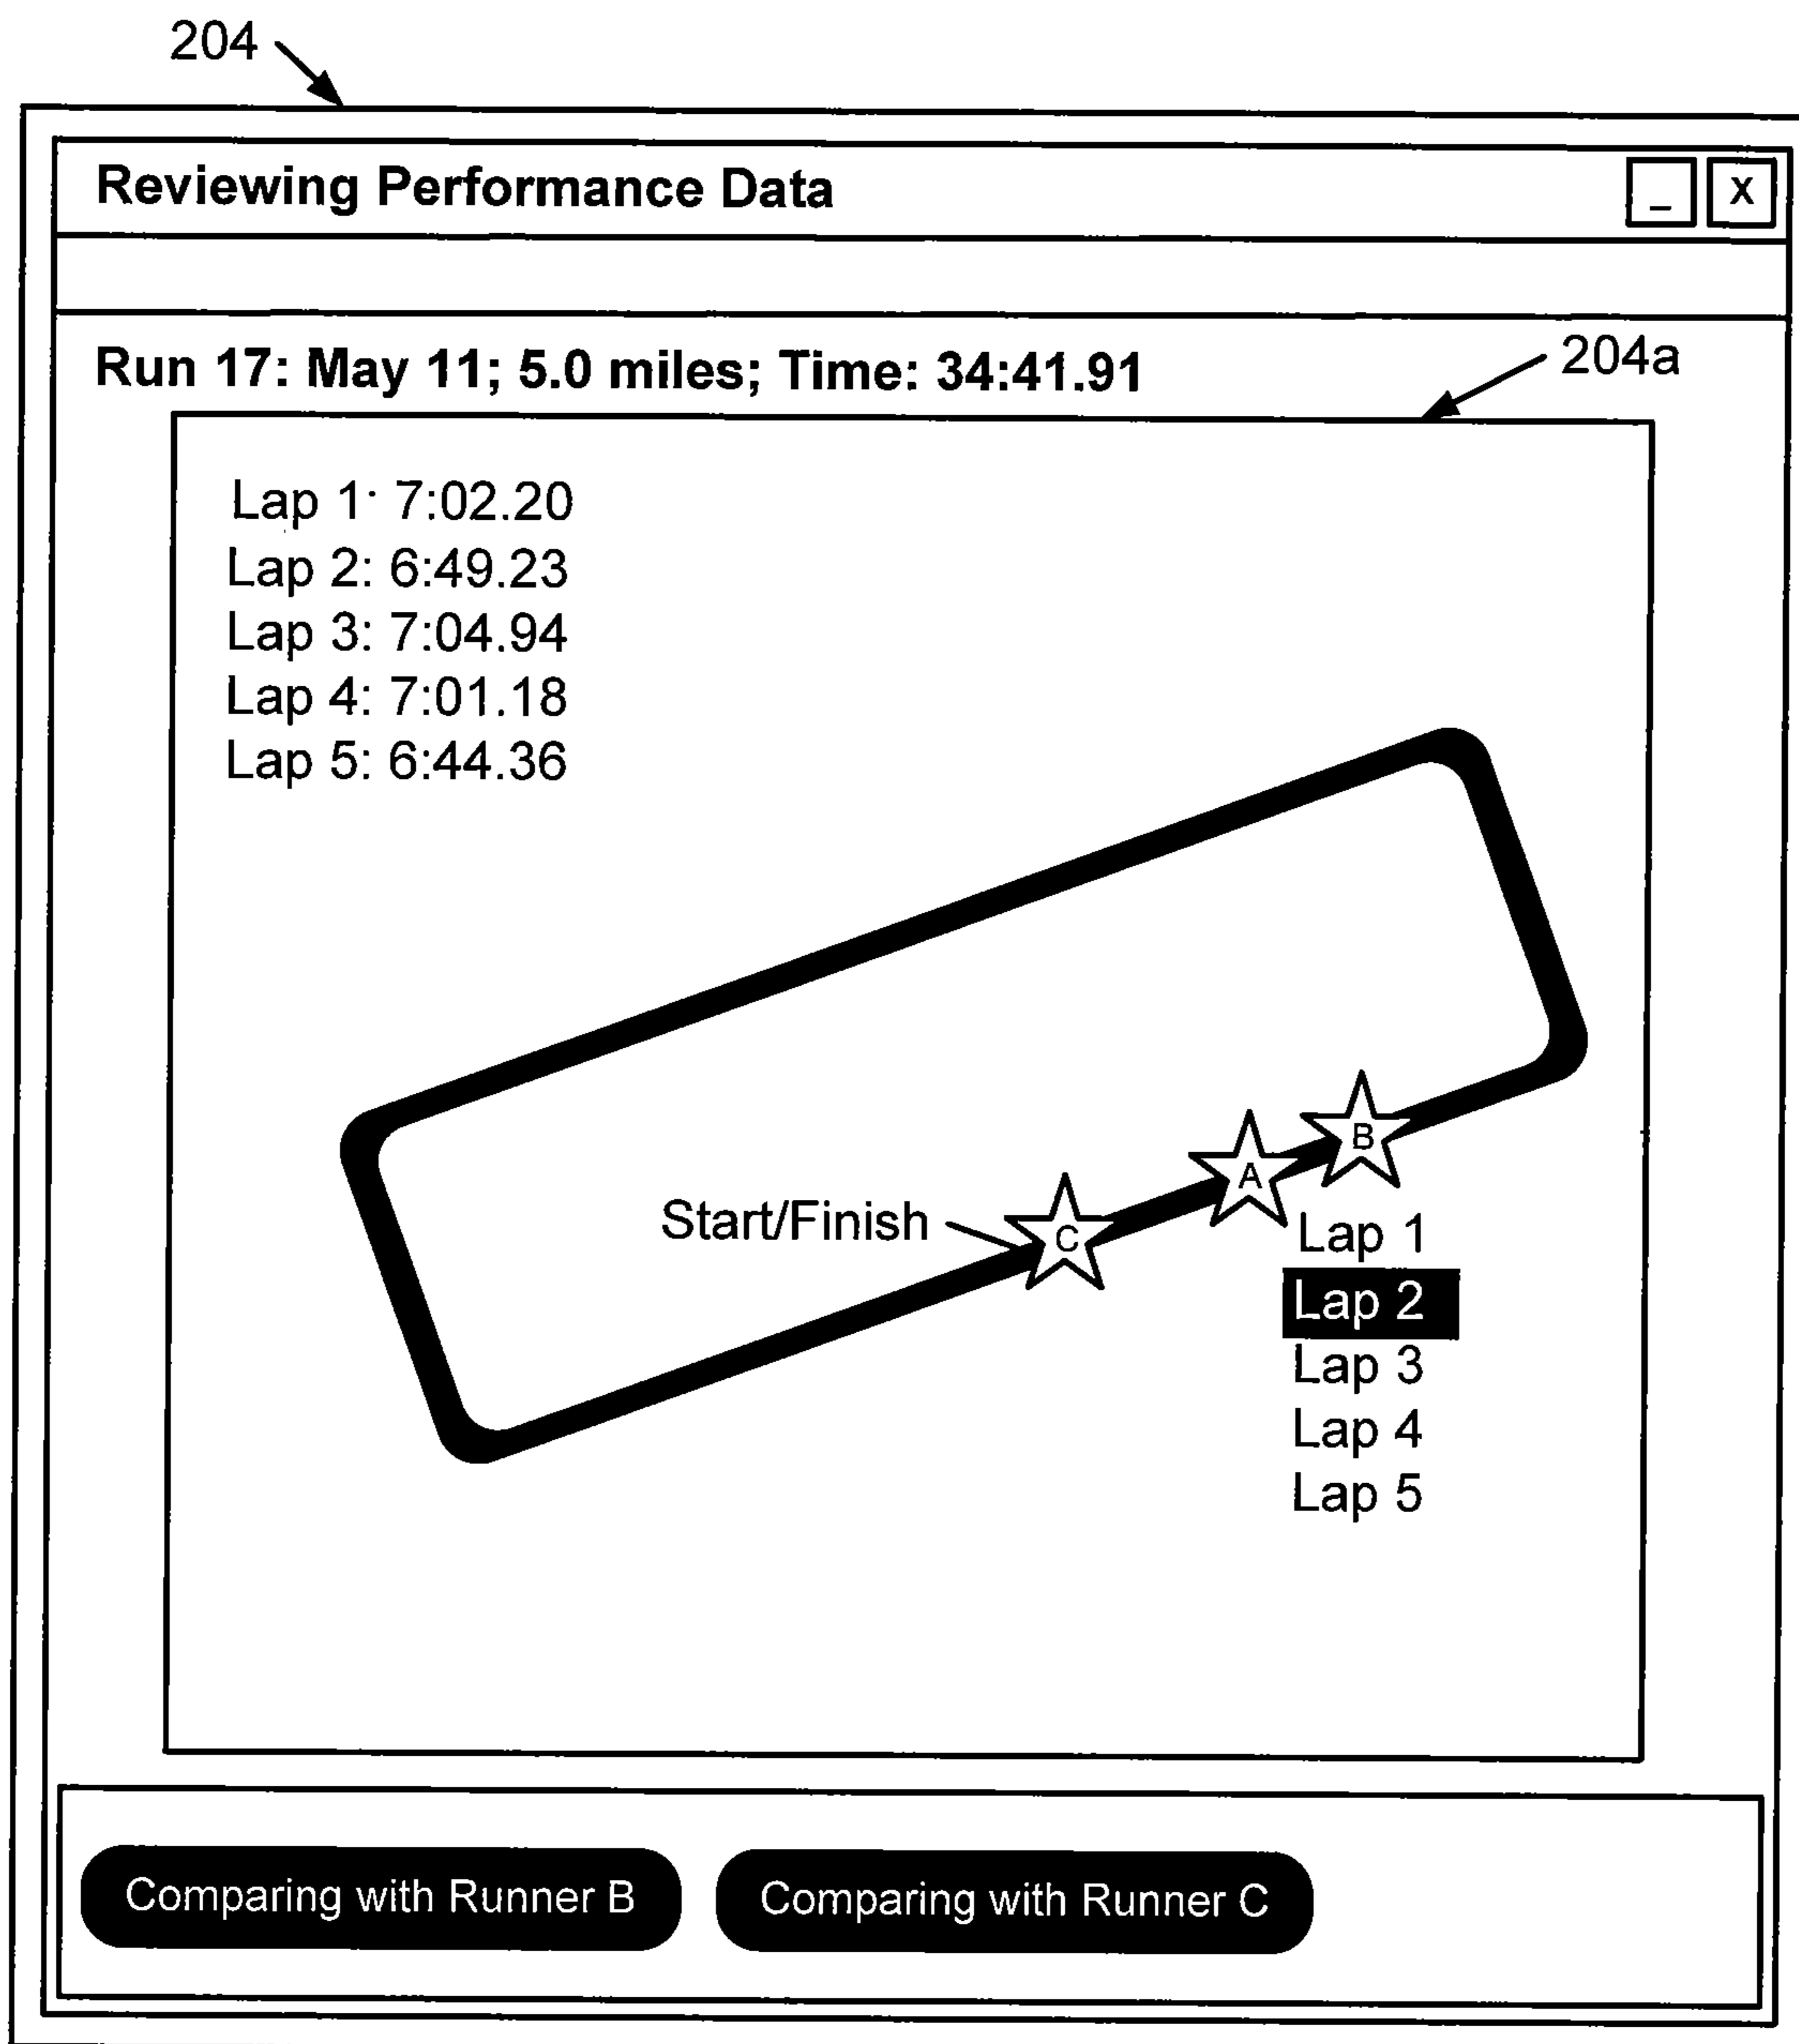 204
Reviewing Performance Data
_ X
Run 17: May 11; 5.0 miles; Time: 34:41.91
204a
Lap 1: 7:02.20
Lap 2: 6:49.23
Lap 3: 7:04.94
Lap 4: 7:01.18
Lap 5: 6:44.36
B
A
Start/Finish
C
Lap 1
Lap 2
Lap 3
Lap 4
Lap 5
Comparing with Runner B
Comparing with Runner C